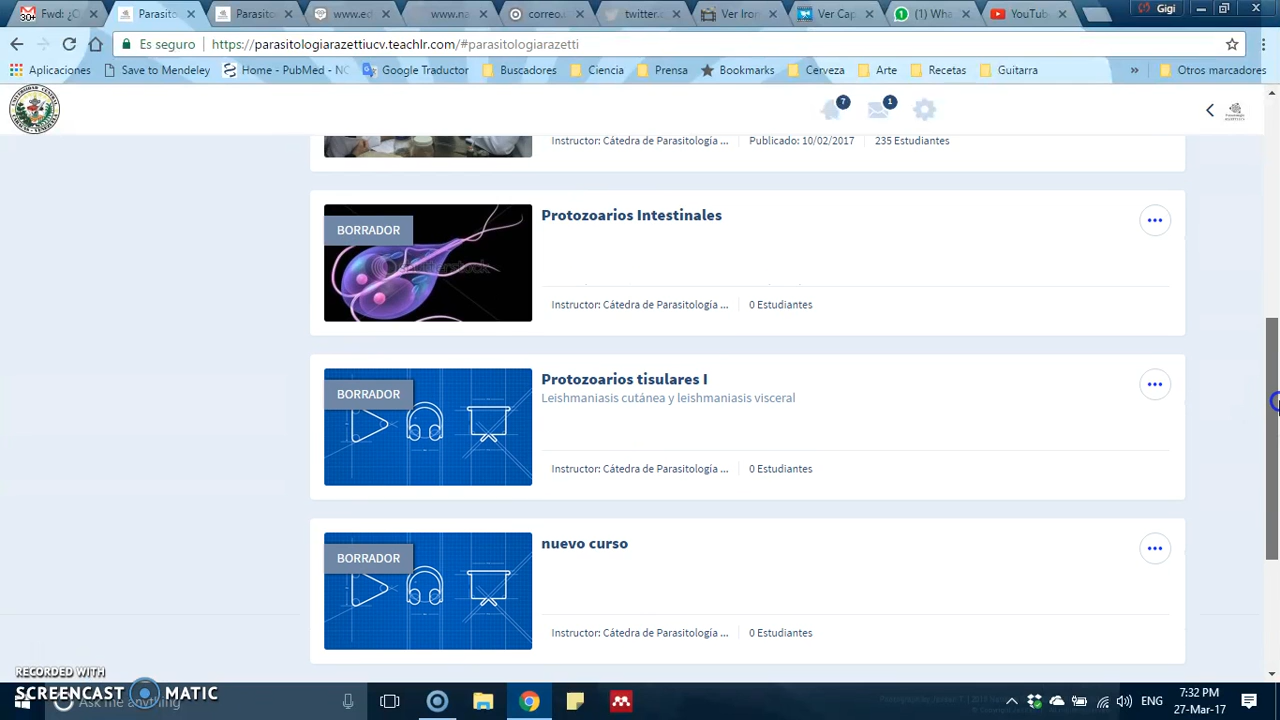 30+
Fwd: ¿C
Parasito
Parasito
www.ed
www.nz
correo.
twitter.c
Ver Iron
Ver Cap
Wha
YouTub
Gigi
Es seguro
https://parasitologiarazettiucv.teachlr.com/#parasitologiarazetti
Aplicaciones
Save to Mendeley
Home - PubMed - NC
Google Traductor
Buscadores
Ciencia
Prensa
Bookmarks
Cerveza
Arte
Recetas
Guitarra
»
Otros marcadores
7
1
Instructor: Cátedra de Parasitología ...
Publicado: 10/02/2017
235 Estudiantes
BORRADOR
Protozoarios Intestinales
Instructor: Cátedra de Parasitología ...
0 Estudiantes
BORRADOR
Protozoarios tisulares I
Leishmaniasis cutánea y leishmaniasis visceral
Instructor: Cátedra de Parasitología ...
0 Estudiantes
BORRADOR
nuevo curso
Instructor: Cátedra de Parasitología ...
0 Estudiantes
RECORDED WITH
SCREENCAST MATIC
Ask me anything
ENG
7:32 PM
27-Mar-17